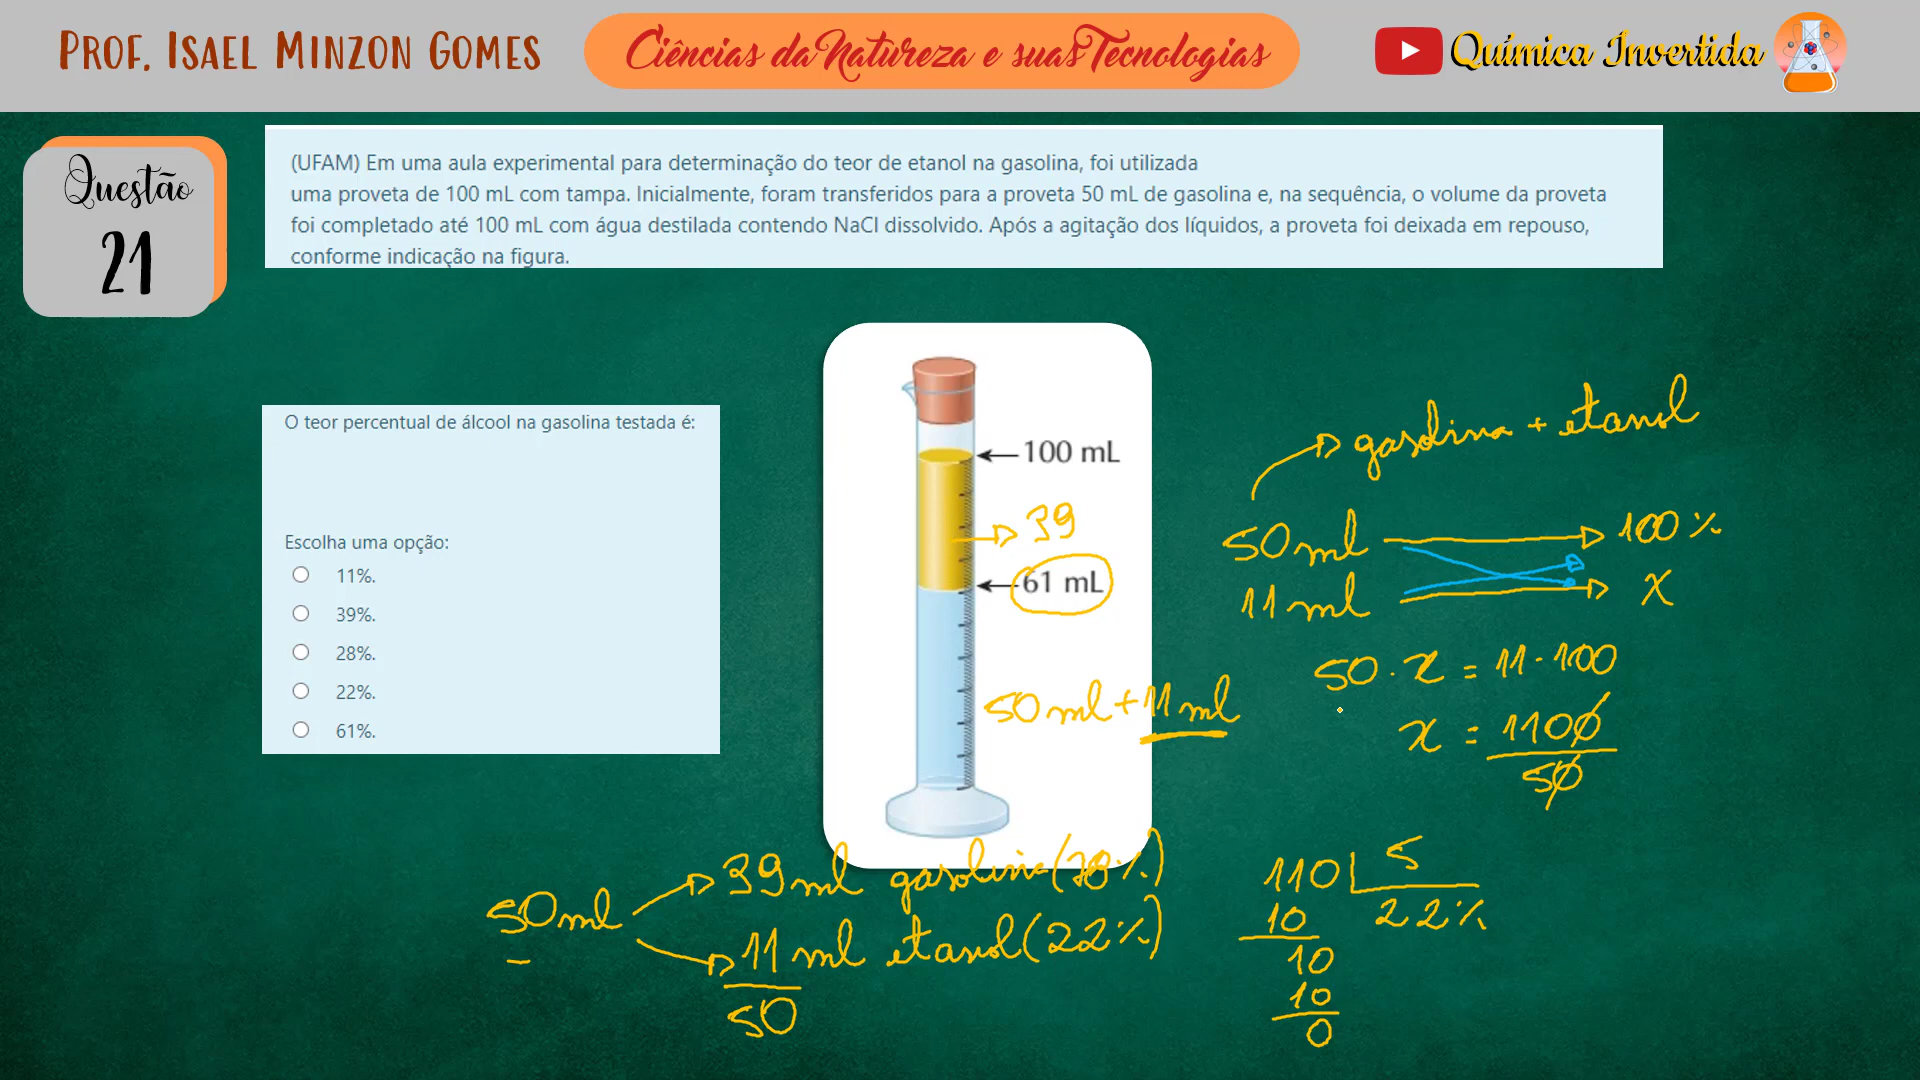 PROF. ISAEL MINZON GOMES
Ciências da Natureza e suas Tecnologias
Química Invertida
Questão
21
(UFAM) Em uma aula experimental para determinação do teor de etanol na gasolina, foi utilizada
uma proveta de 100 mL com tampa. Inicialmente, foram transferidos para a proveta 50 mL de gasolina e, na sequência, o volume da proveta
foi completado até 100 mL com água destilada contendo NaCl dissolvido. Após a agitação dos líquidos, a proveta foi deixada em repouso,
conforme indicação na figura.
O teor percentual de álcool na gasolina testada é:
Escolha uma opção:
11%.
39%.
28%.
22%.
61%.
100 mL
39
61 mL
50 ml + 11 ml
gasolina + etanol
50 ml 100%
11 ml x
50 . x = 11 . 100
x = 1100
50
50 ml
39 ml gasolina (78%)
11 ml etanol (22%)
50
110 5
10 22%
10
10
0